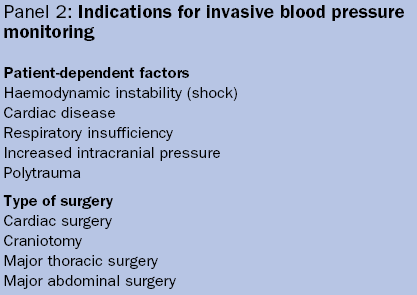 Panel 2: Indications for invasive blood pressure
monitoring
Patient-dependent factors
Haemodynamic instability (shock)
Cardiac disease
Respiratory insufficiency
Increased intracranial pressure
Polytrauma
Type of surgery
Cardiac surgery
Craniotomy
Major thoracic surgery
Major abdominal surgery